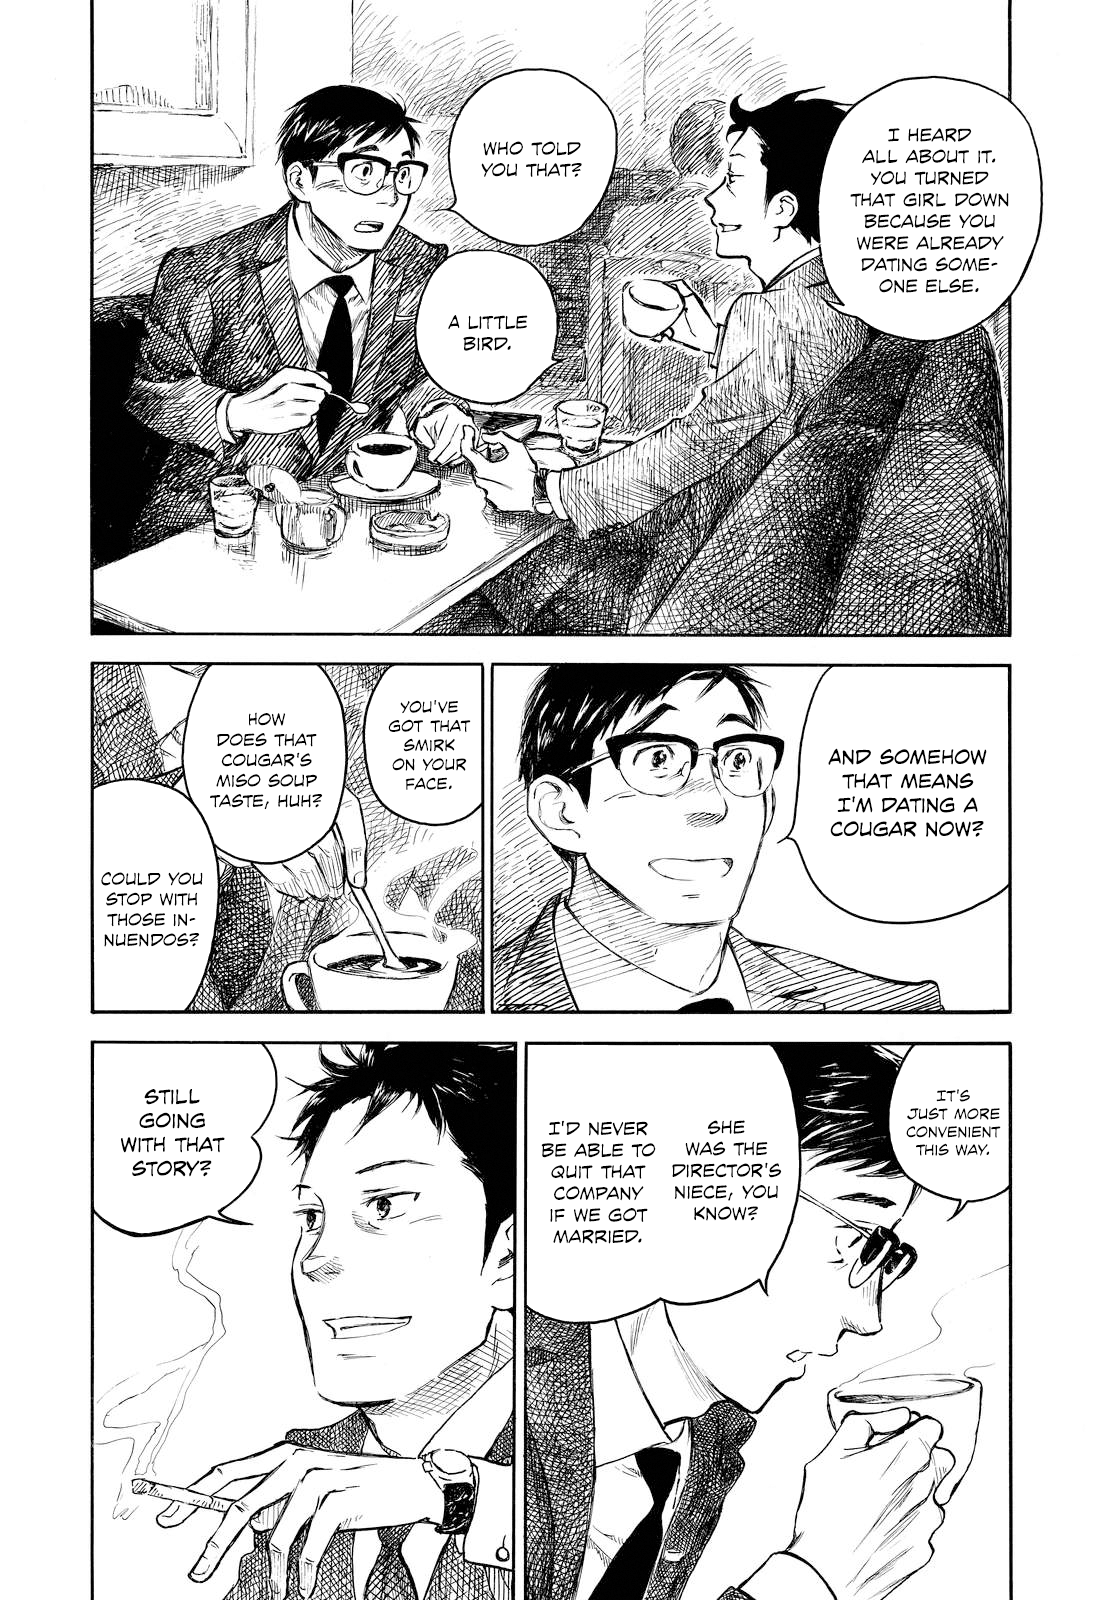 I HEARD
ALL ABOUT IT.
YOU TURNED
THAT GIRL DOWN
BECAUSE YOU
WERE ALREADY
DATING SOME-
ONE ELSE.
WHO TOLD
YOU THAT?
A LITTLE
BIRD.
AND SOMEHOW
THAT MEANS
I'M DATING A
COUGAR NOW?
YOU'VE
GOT THAT
SMIRK
ON YOUR
FACE.
HOW
DOES THAT
COUGAR'S
MISO SOUP
TASTE, HUH?
COULD YOU
STOP WITH
THOSE IN-
NUENDOS?
IT'S
JUST MORE
CONVENIENT
THIS WAY.
SHE
WAS THE
DIRECTOR'S
NIECE, YOU
KNOW?
I'D NEVER
BE ABLE TO
QUIT THAT
COMPANY
IF WE GOT
MARRIED.
STILL
GOING
WITH THAT
STORY?